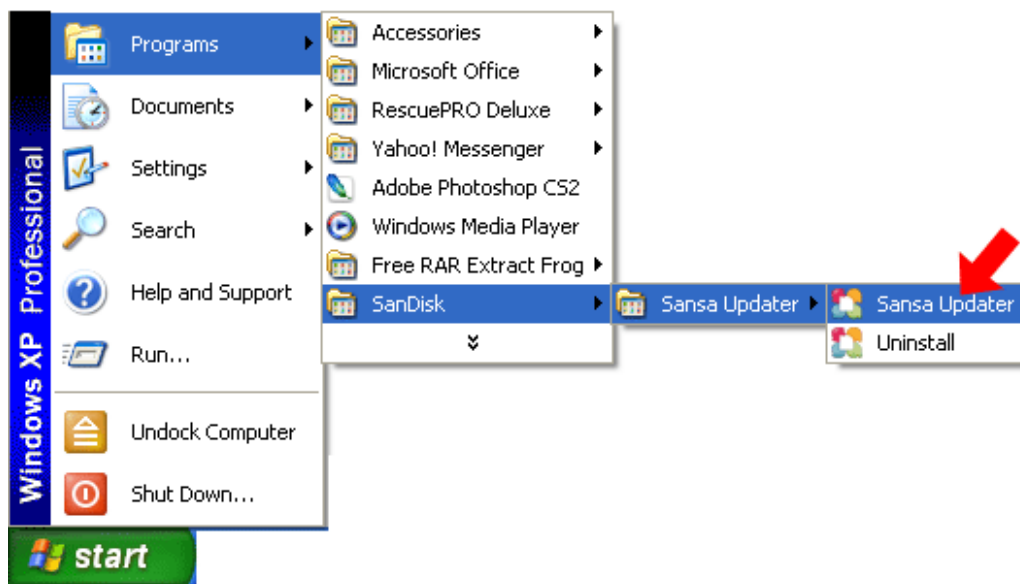 Windows XP Professional
Programs
Documents
Settings
Search
Help and Support
Run...
Undock Computer
Shut Down...
start
Accessories
Microsoft Office
RescuePRO Deluxe
Yahoo! Messenger
Adobe Photoshop CS2
Windows Media Player
Free RAR Extract Frog
SanDisk
Sansa Updater
Sansa Updater
Uninstall